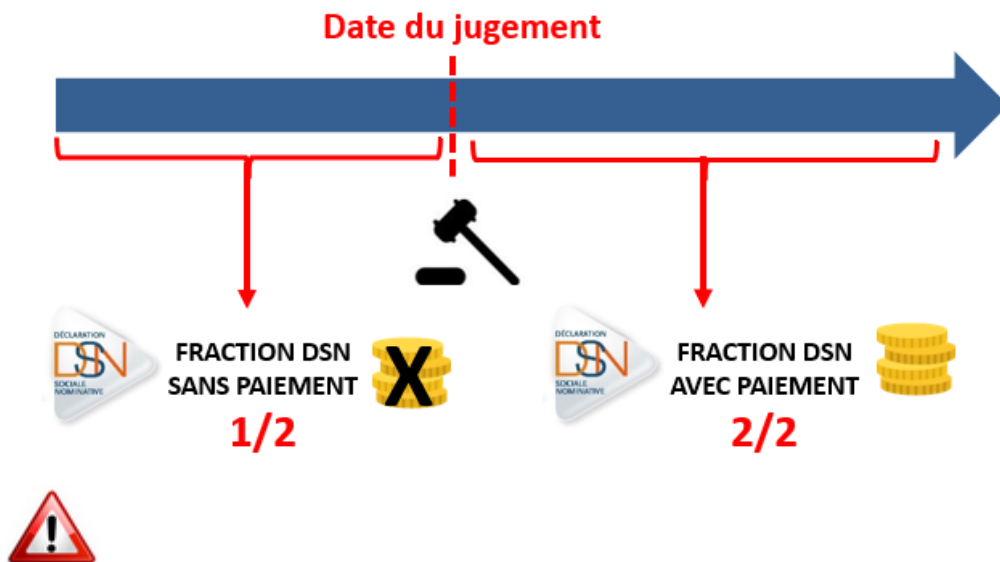 Date du jugement
DÉCLARATION
DSN
SOCIALE
NOMINATIVE
FRACTION DSN
SANS PAIEMENT
X
1/2
DÉCLARATION
DSN
SOCIALE
NOMINATIVE
FRACTION DSN
AVEC PAIEMENT
2/2
!